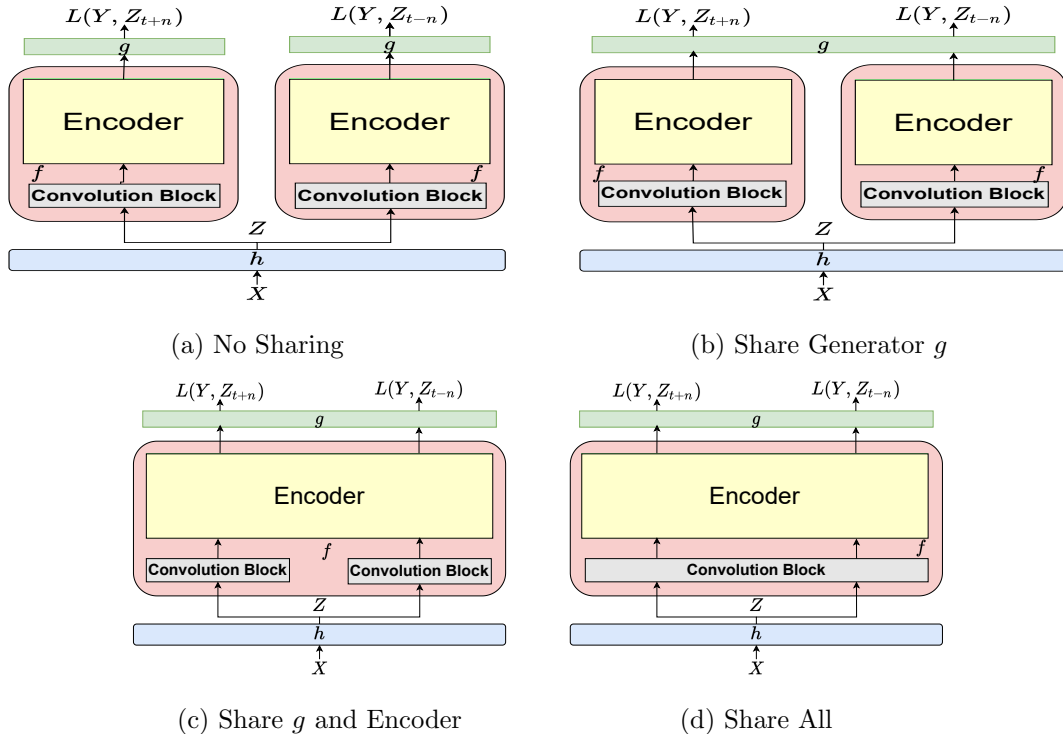 L(Y, Z_{t+n}) L(Y, Z_{t-n})
g g
Encoder Encoder
f f
Convolution Block Convolution Block
Z
h
X
(a) No Sharing
L(Y, Z_{t+n}) L(Y, Z_{t-n})
g
Encoder Encoder
f f
Convolution Block Convolution Block
Z
h
X
(b) Share Generator g
L(Y, Z_{t+n}) L(Y, Z_{t-n})
g
Encoder
f
Convolution Block Convolution Block
Z
h
X
(c) Share g and Encoder
L(Y, Z_{t+n}) L(Y, Z_{t-n})
g
Encoder
f
Convolution Block
Z
h
X
(d) Share All